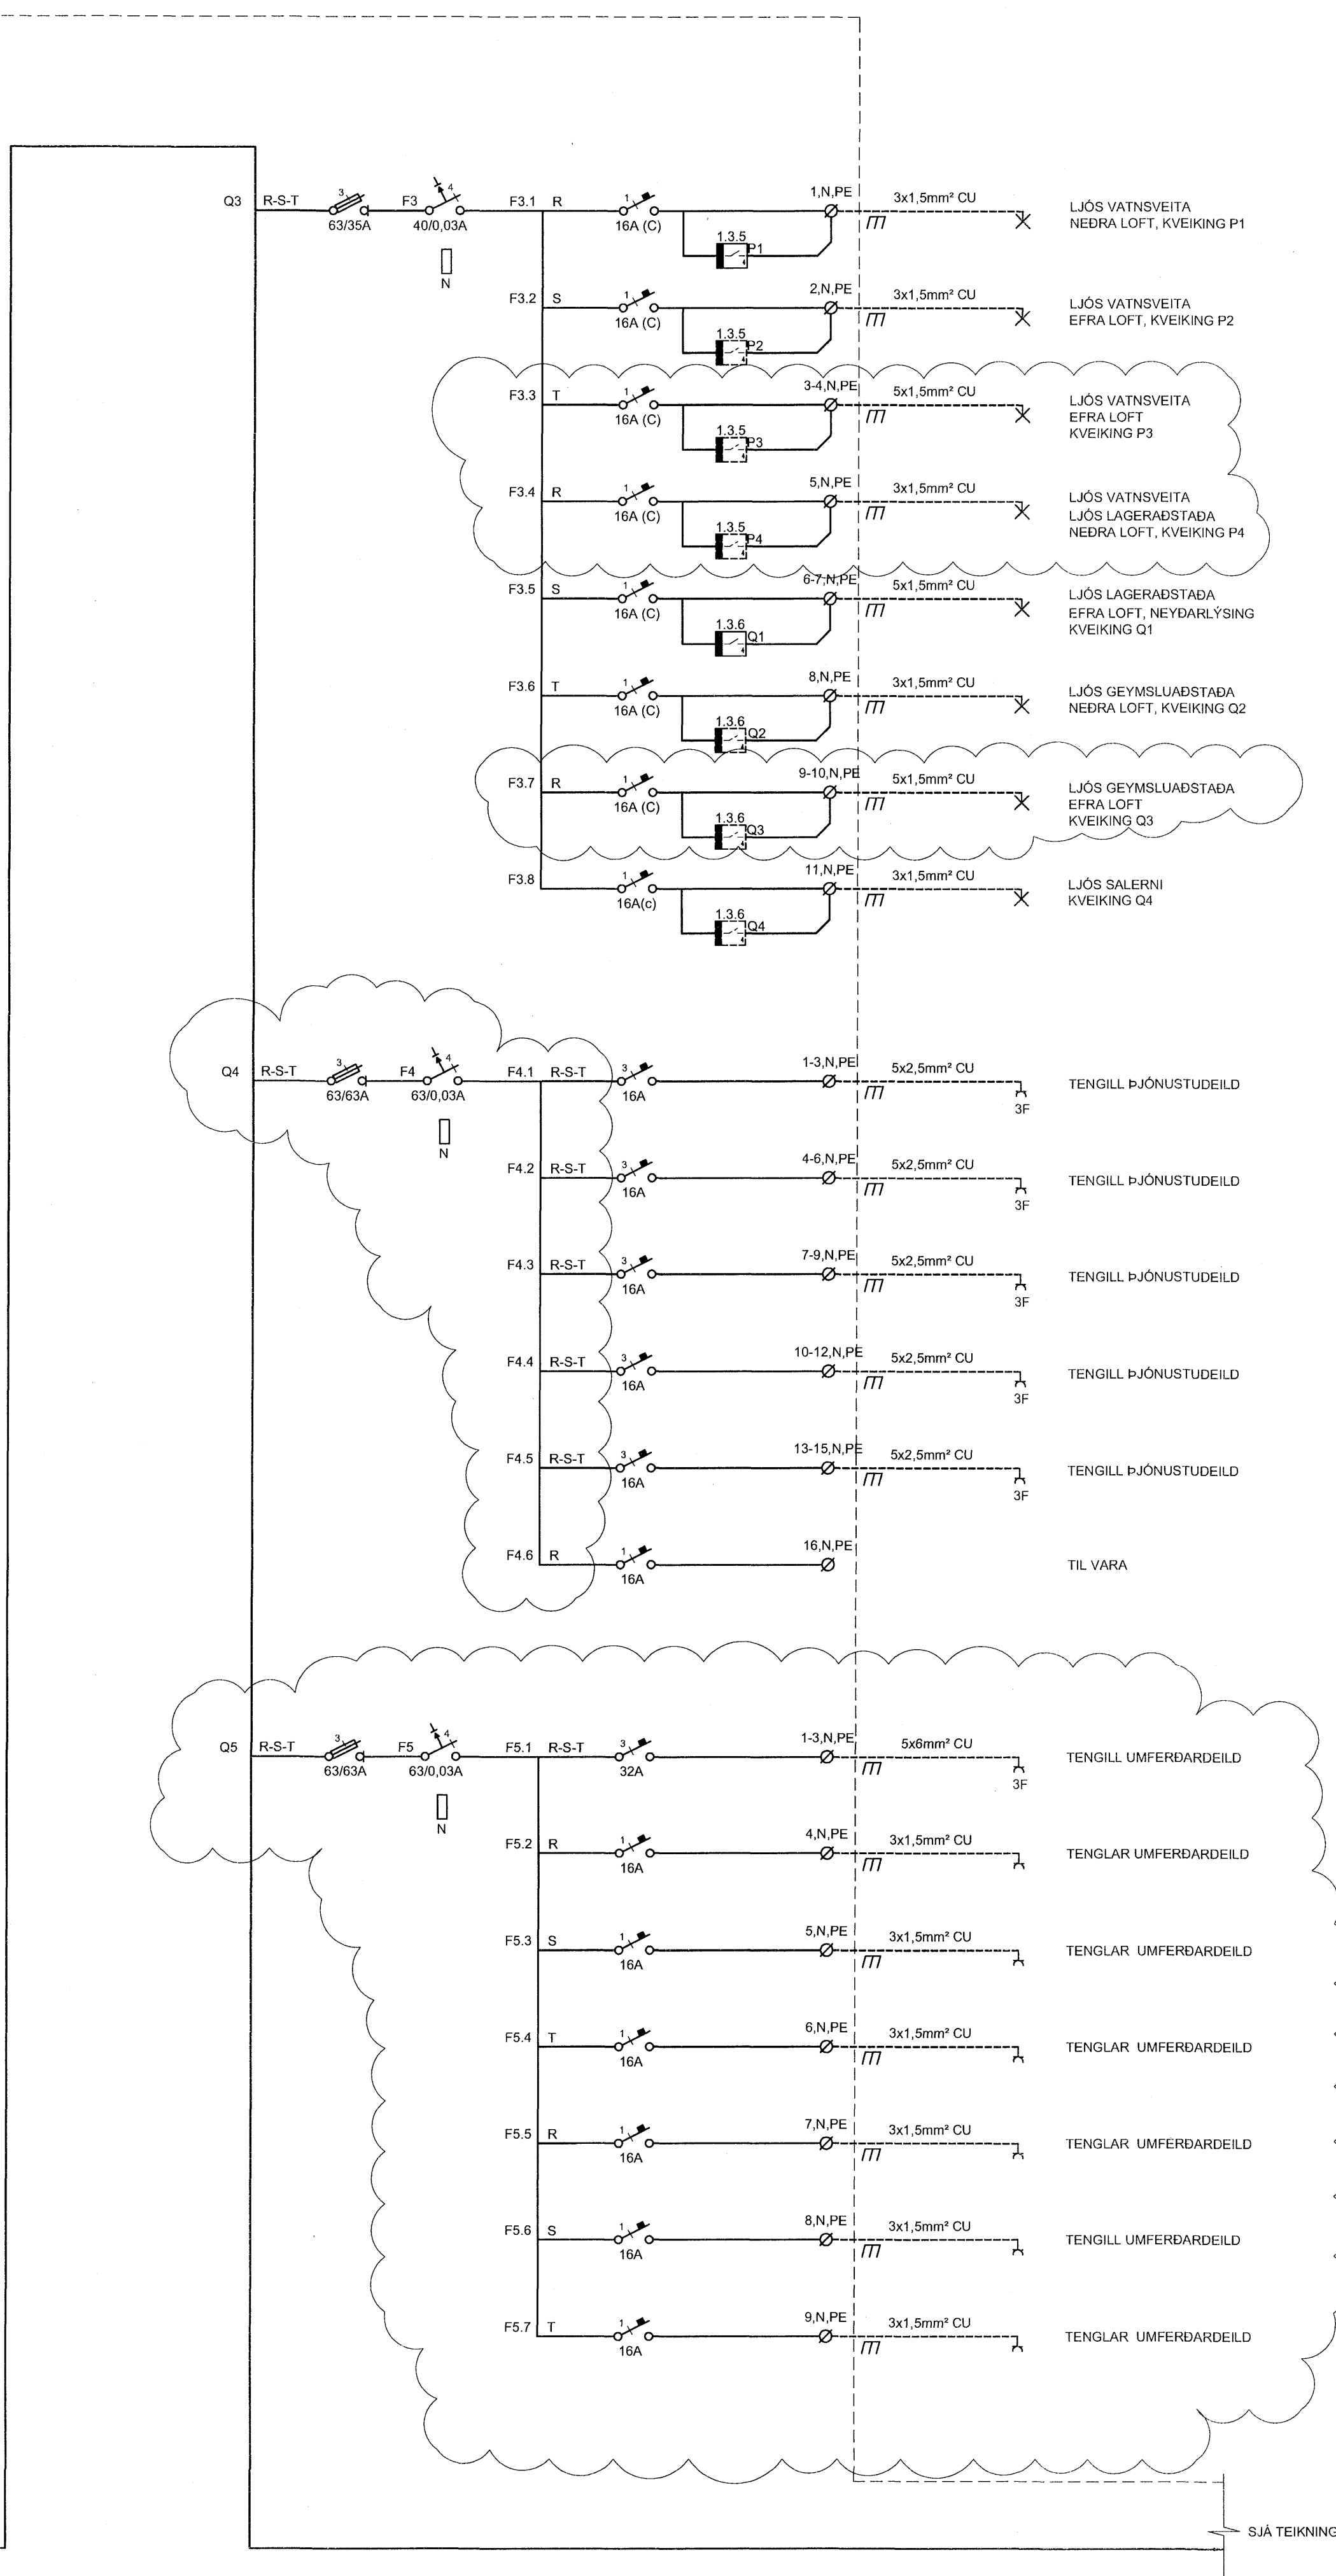 Q3 R-S-T 3 63/35A F3 4 40/0,03A N
F3.1 R 1 16A (C) 1.3.5 P1 4 1,N,PE 3x1,5mm² CU
LJÓS VATNSVEITA
NEÐRA LOFT, KVEIKING P1
F3.2 S 1 16A (C) 1.3.5 P2 4 2,N,PE 3x1,5mm² CU
LJÓS VATNSVEITA
EFRA LOFT, KVEIKING P2
F3.3 T 1 16A (C) 1.3.5 P3 4 3-4,N,PE 5x1,5mm² CU
LJÓS VATNSVEITA
EFRA LOFT
KVEIKING P3
F3.4 R 1 16A (C) 1.3.5 P4 4 5,N,PE 3x1,5mm² CU
LJÓS VATNSVEITA
LJÓS LAGERAÐSTAÐA
NEÐRA LOFT, KVEIKING P4
F3.5 S 1 16A (C) 1.3.6 Q1 4 6-7,N,PE 5x1,5mm² CU
LJÓS LAGERAÐSTAÐA
EFRA LOFT, NEYÐARLÝSING
KVEIKING Q1
F3.6 T 1 16A (C) 1.3.6 Q2 4 8,N,PE 3x1,5mm² CU
LJÓS GEYMSLUAÐSTAÐA
NEÐRA LOFT, KVEIKING Q2
F3.7 R 1 16A (C) 1.3.6 Q3 4 9-10,N,PE 5x1,5mm² CU
LJÓS GEYMSLUAÐSTAÐA
EFRA LOFT
KVEIKING Q3
F3.8 1 16A(c) 1.3.6 Q4 4 11,N,PE 3x1,5mm² CU
LJÓS SALERNI
KVEIKING Q4
Q4 R-S-T 3 63/63A F4 4 63/0,03A N
F4.1 R-S-T 3 16A 1-3,N,PE 5x2,5mm² CU 3F TENGILL ÞJÓNUSTUDEILD
F4.2 R-S-T 3 16A 4-6,N,PE 5x2,5mm² CU 3F TENGILL ÞJÓNUSTUDEILD
F4.3 R-S-T 3 16A 7-9,N,PE 5x2,5mm² CU 3F TENGILL ÞJÓNUSTUDEILD
F4.4 R-S-T 3 16A 10-12,N,PE 5x2,5mm² CU 3F TENGILL ÞJÓNUSTUDEILD
F4.5 R-S-T 3 16A 13-15,N,PE 5x2,5mm² CU 3F TENGILL ÞJÓNUSTUDEILD
F4.6 R 1 16A 16,N,PE TIL VARA
Q5 R-S-T 3 63/63A F5 4 63/0,03A N
F5.1 R-S-T 3 32A 1-3,N,PE 5x6mm² CU 3F TENGILL UMFERÐARDEILD
F5.2 R 1 16A 4,N,PE 3x1,5mm² CU TENGLAR UMFERÐARDEILD
F5.3 S 1 16A 5,N,PE 3x1,5mm² CU TENGLAR UMFERÐARDEILD
F5.4 T 1 16A 6,N,PE 3x1,5mm² CU TENGLAR UMFERÐARDEILD
F5.5 R 1 16A 7,N,PE 3x1,5mm² CU TENGLAR UMFERÐARDEILD
F5.6 S 1 16A 8,N,PE 3x1,5mm² CU TENGILL UMFERÐARDEILD
F5.7 T 1 16A 9,N,PE 3x1,5mm² CU TENGLAR UMFERÐARDEILD
SJÁ TEIKNING